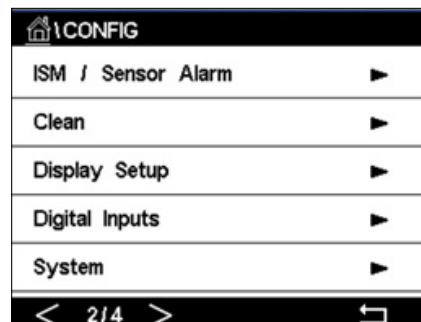 \CONFIG
ISM / Sensor Alarm
Clean
Display Setup
Digital Inputs
System
< 2/4 >